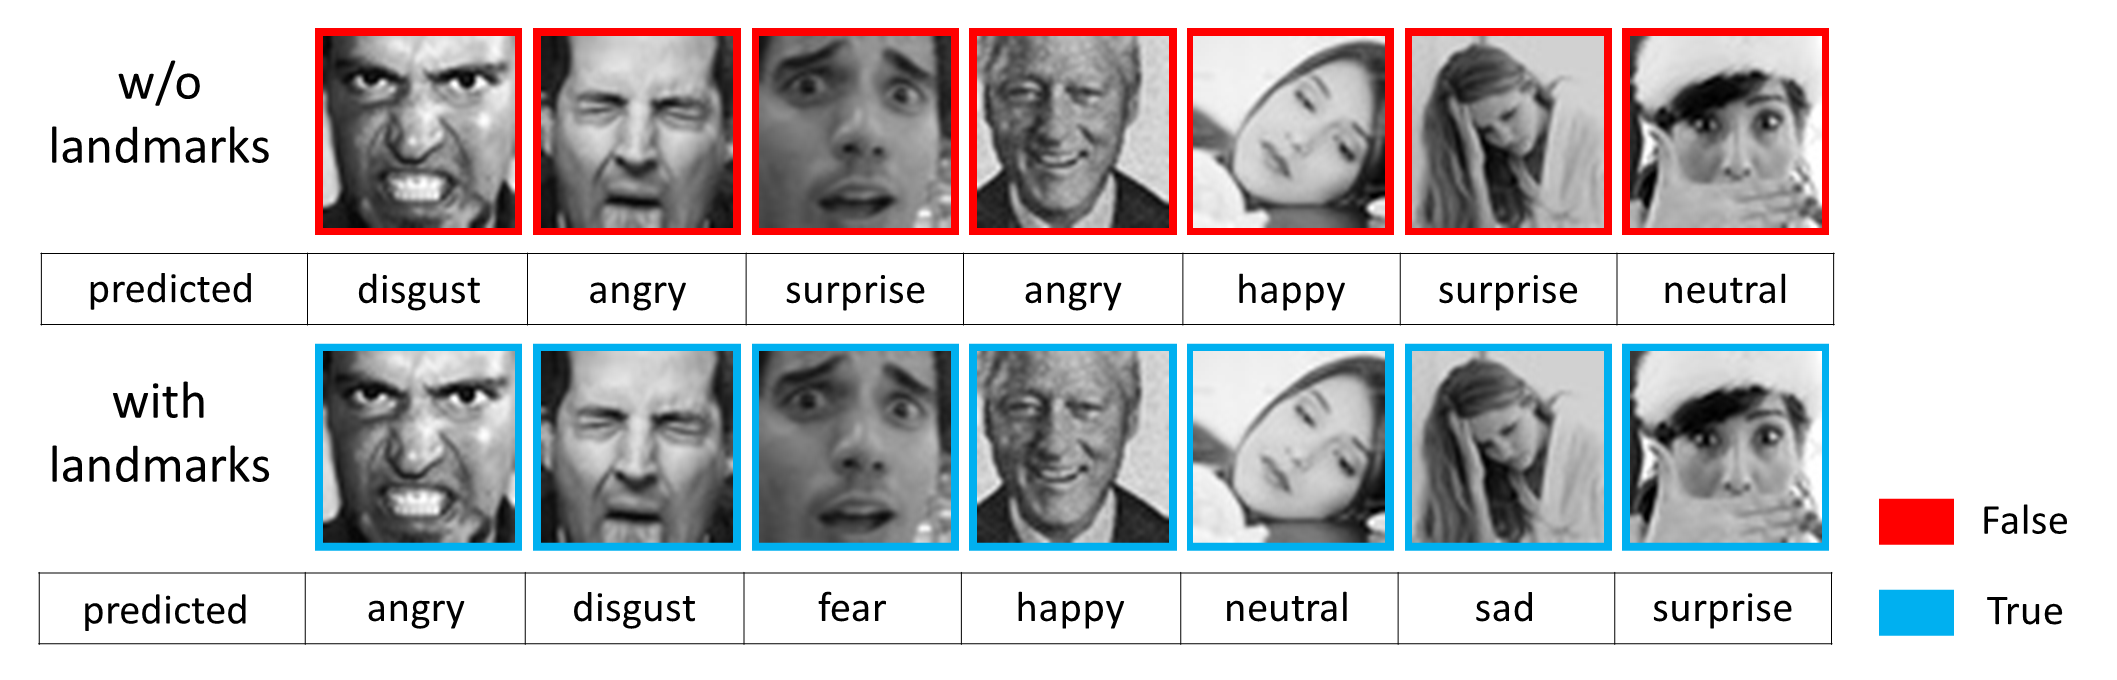 w/o
landmarks
predicted disgust angry surprise angry happy surprise neutral
with
landmarks
False
True
predicted angry disgust fear happy neutral sad surprise